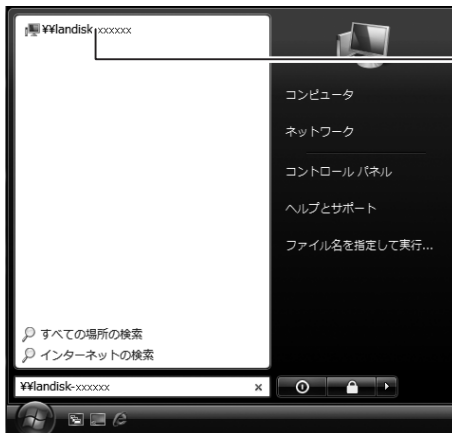 ¥¥landisk-xxxxxx
コンピュータ
ネットワーク
コントロール パネル
ヘルプとサポート
ファイル名を指定して実行...
すべての場所の検索
インターネットの検索
¥¥landisk-xxxxxx